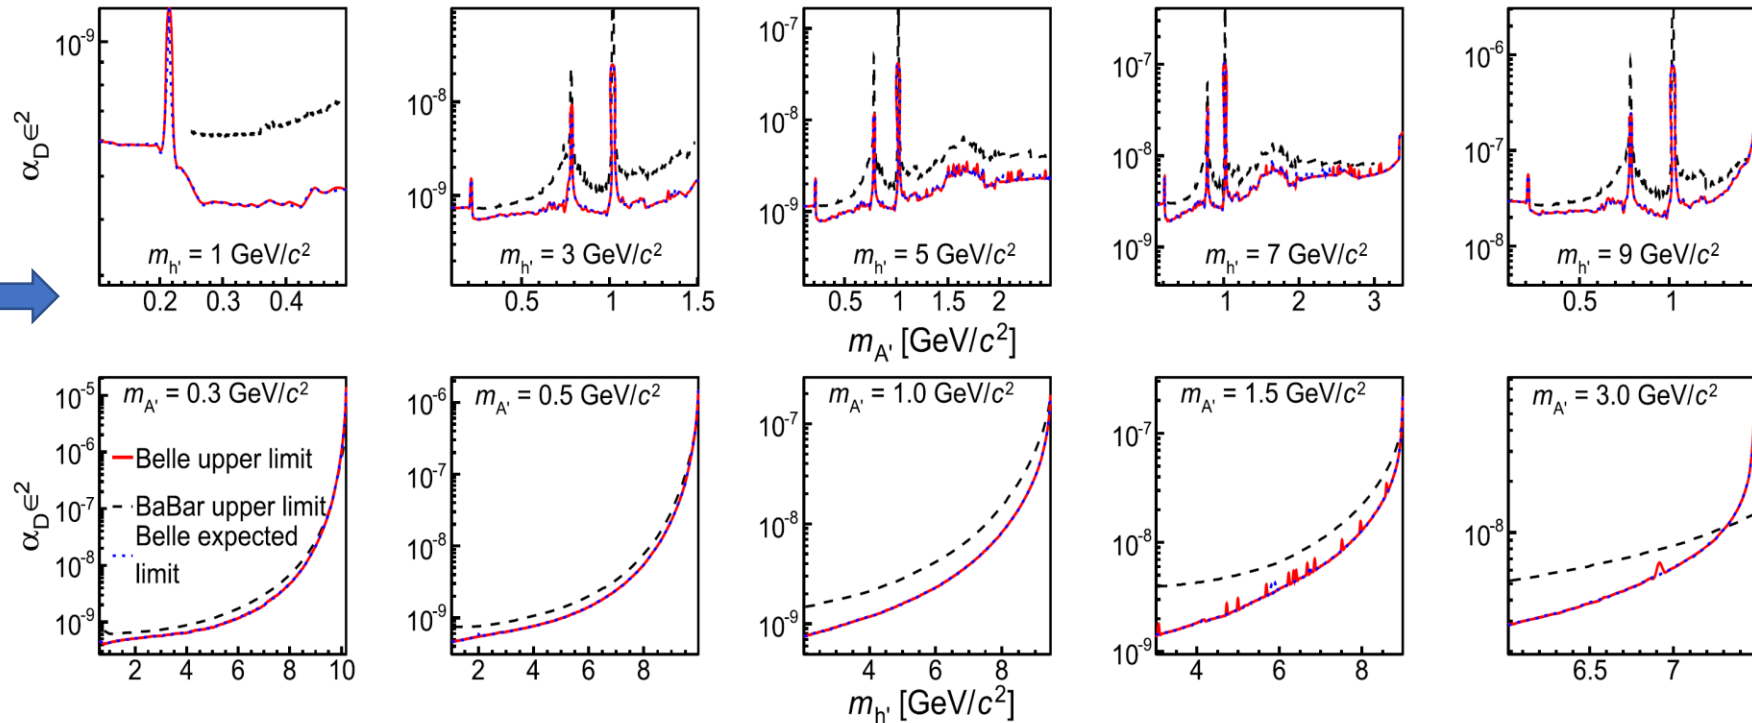 10⁻⁹
α_D ϵ²
m_h' = 1 GeV/c²
0.2 0.3 0.4
10⁻⁸
10⁻⁹
m_h' = 3 GeV/c²
0.5 1 1.5
10⁻⁷
10⁻⁸
10⁻⁹
m_h' = 5 GeV/c²
0.5 1 1.5 2
10⁻⁷
10⁻⁸
10⁻⁹
m_h' = 7 GeV/c²
1 2 3
10⁻⁶
10⁻⁷
10⁻⁸
m_h' = 9 GeV/c²
0.5 1
m_A' [GeV/c²]
10⁻⁵
10⁻⁶
10⁻⁷
10⁻⁸
10⁻⁹
α_D ϵ²
m_A' = 0.3 GeV/c²
Belle upper limit
BaBar upper limit
Belle expected
limit
2 4 6 8 10
10⁻⁶
10⁻⁷
10⁻⁸
10⁻⁹
m_A' = 0.5 GeV/c²
2 4 6 8
10⁻⁷
10⁻⁸
10⁻⁹
m_A' = 1.0 GeV/c²
4 6 8
10⁻⁷
10⁻⁸
10⁻⁹
m_A' = 1.5 GeV/c²
4 6 8
10⁻⁸
m_A' = 3.0 GeV/c²
6.5 7
m_h' [GeV/c²]